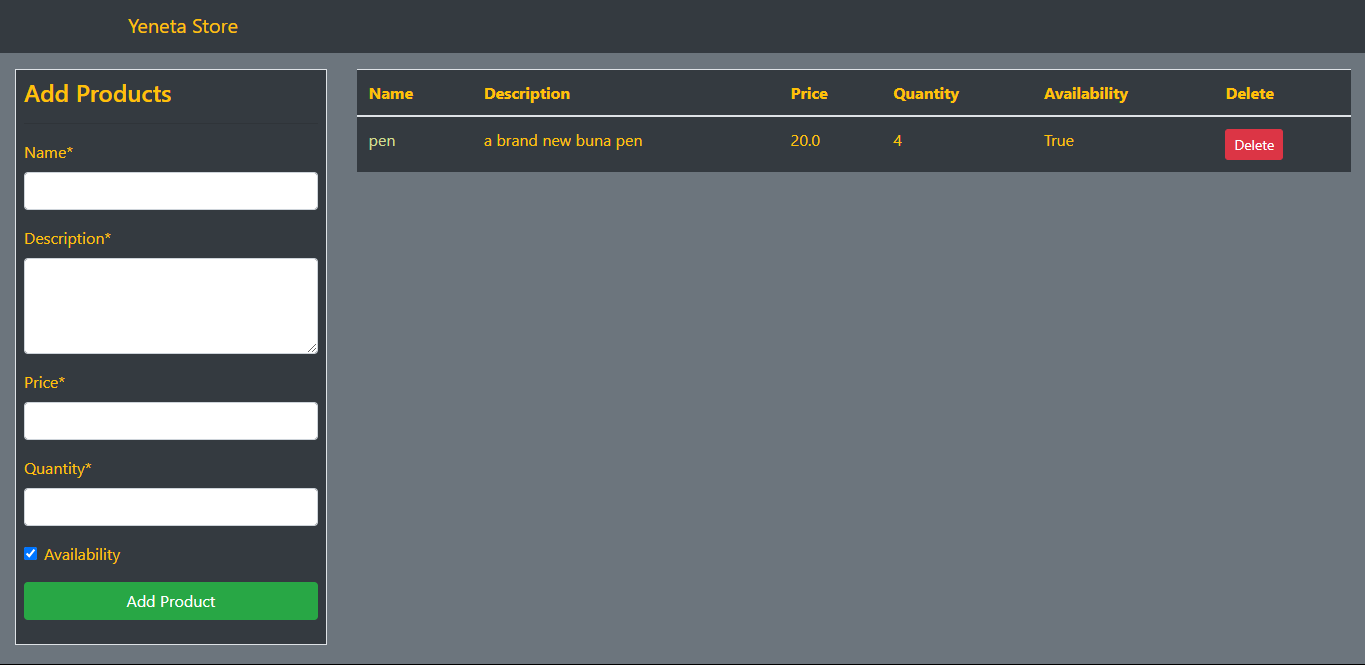 Yeneta Store
Add Products
Name*
Description*
Price*
Quantity*
Availability
Add Product
Name Description Price Quantity Availability Delete
pen a brand new buna pen 20.0 4 True Delete